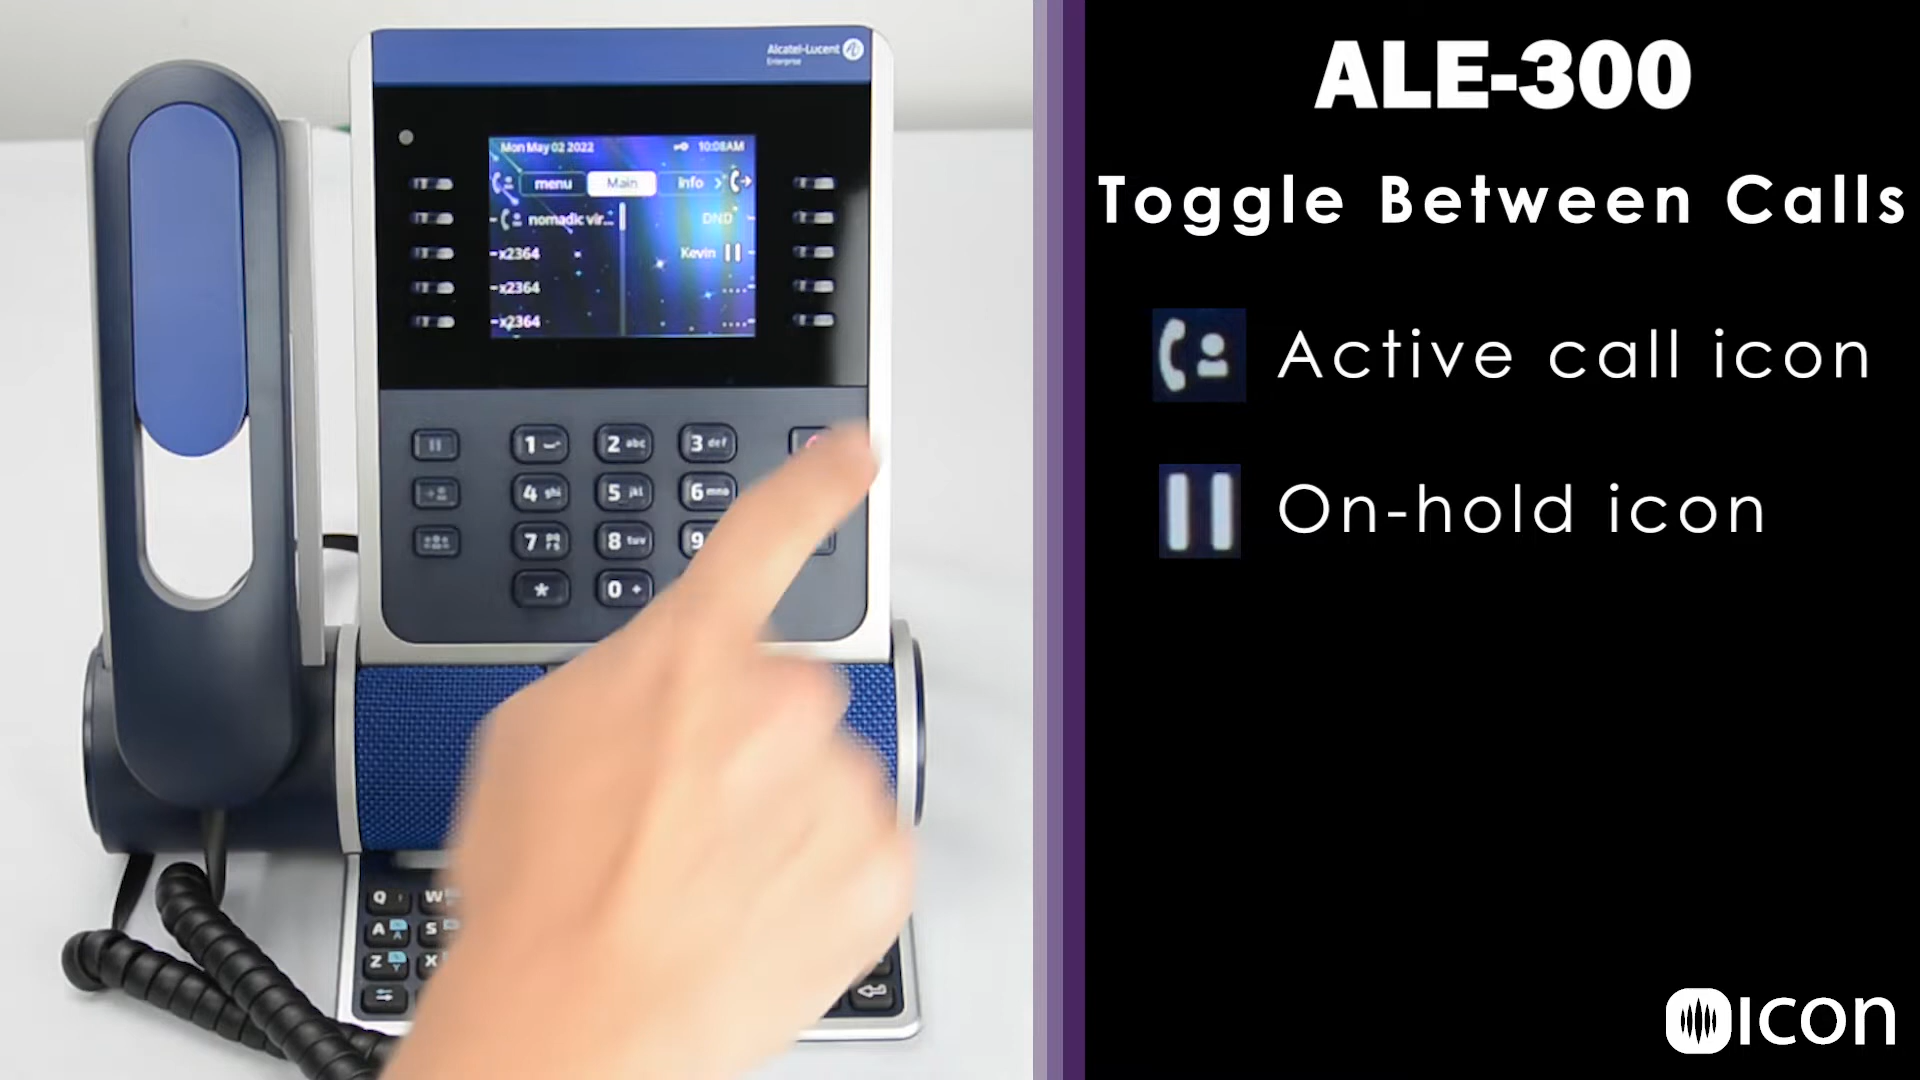 Alcatel-Lucent
Enterprise
Mon May 02 2022 10:08AM
menu Main Info
nomadic vir... DND
x2364 Kevin
x2364 ....
x2364 ....
1 2 abc 3 def
4 ghi 5 jkl 6 mno
7 pqrs 8 tuv 9
* 0 +
Q W
A S
Z X
ALE-300
Toggle Between Calls
Active call icon
On-hold icon
icon